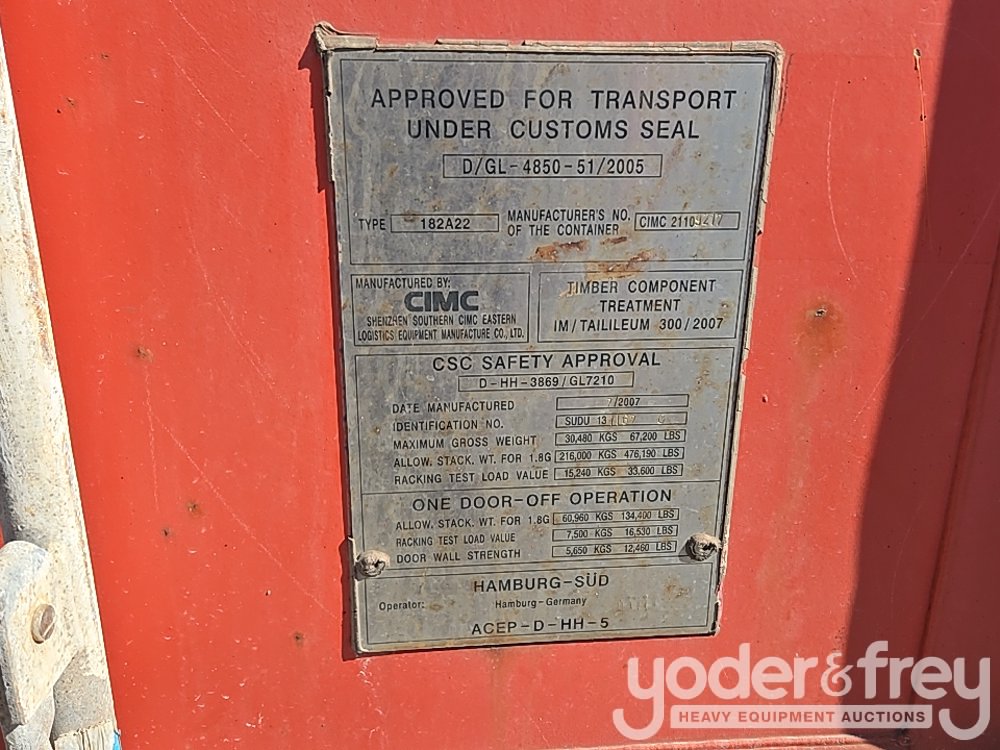 APPROVED FOR TRANSPORT
UNDER CUSTOMS SEAL
D/GL-4850-51/2005
TYPE 182A22 MANUFACTURER'S NO. OF THE CONTAINER CIMC
MANUFACTURED BY:
CIMC
SHENZHEN SOUTHERN CIMC EASTERN
LOGISTICS EQUIPMENT MANUFACTURE CO., LTD.
TIMBER COMPONENT
TREATMENT
IM/TAILILEUM 300/2007
CSC SAFETY APPROVAL
D-HH-3869/GL7210
DATE MANUFACTURED /2007
IDENTIFICATION NO. SUDU
MAXIMUM GROSS WEIGHT 30,480 KGS 67,200 LBS
ALLOW. STACK. WT. FOR 1.8G 216,000 KGS 476,190 LBS
RACKING TEST LOAD VALUE 15,240 KGS 33,600 LBS
ONE DOOR-OFF OPERATION
ALLOW. STACK. WT. FOR 1.8G 60,960 KGS 134,400 LBS
RACKING TEST LOAD VALUE 7,500 KGS 16,530 LBS
DOOR WALL STRENGTH 5,650 KGS 12,460 LBS
HAMBURG-SÜD
Operator: Hamburg-Germany
ACEP-D-HH-5
yoder&frey
HEAVY EQUIPMENT AUCTIONS